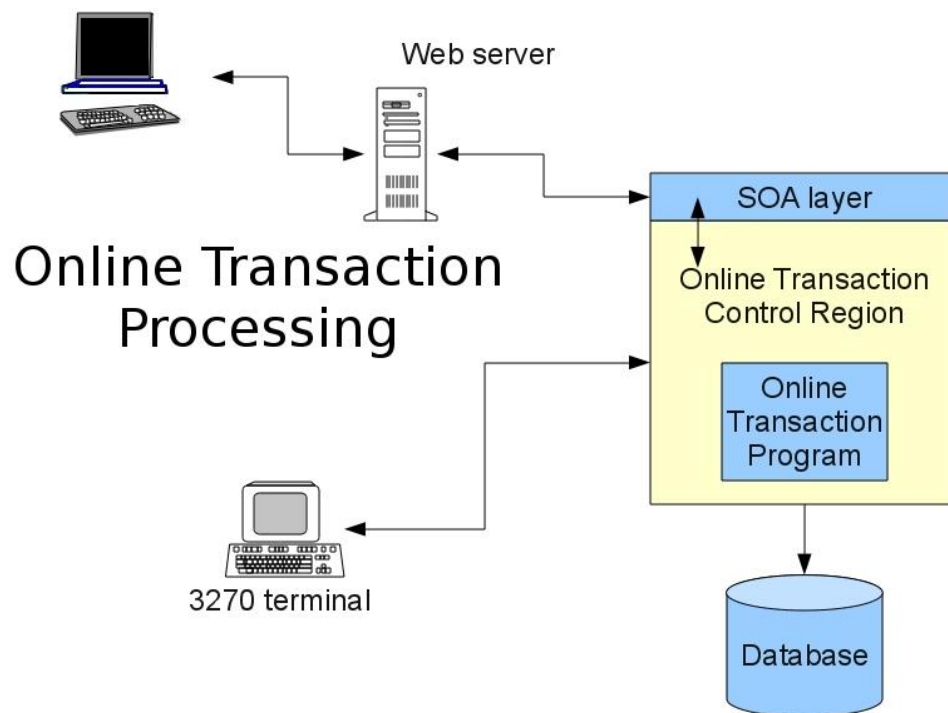 Web server
SOA layer
Online Transaction
Processing
Online Transaction
Control Region
Online
Transaction
Program
3270 terminal
Database